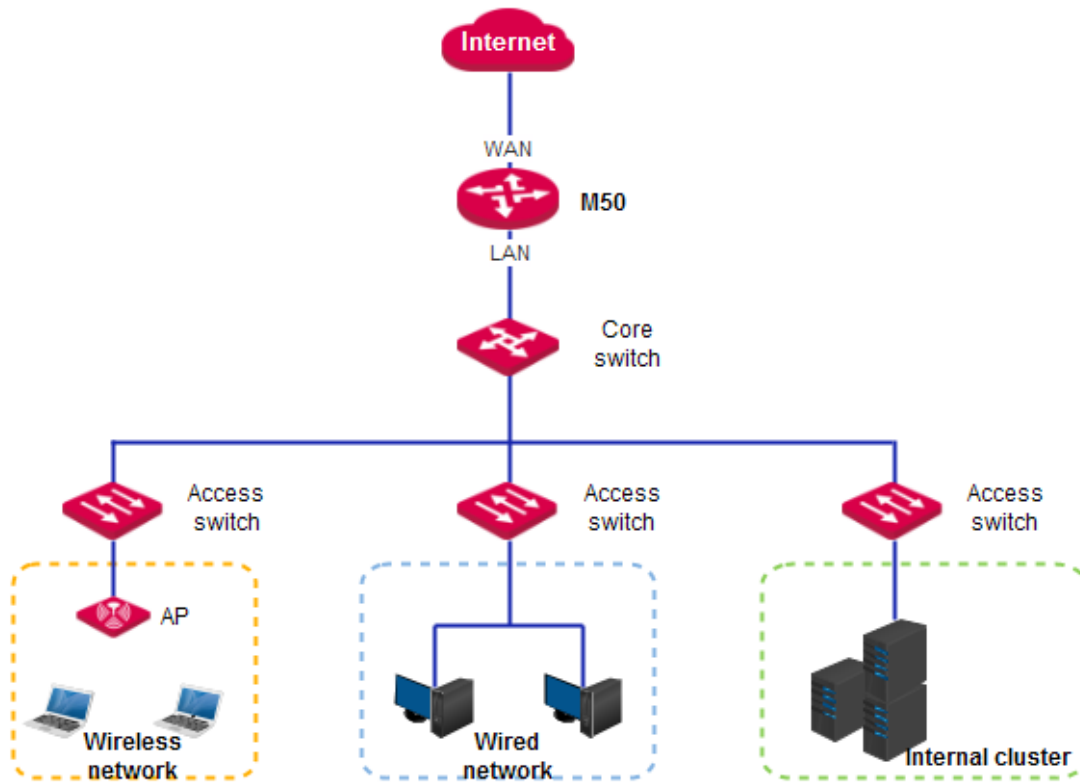 Internet
WAN
M50
LAN
Core
switch
Access
switch
Access
switch
Access
switch
AP
Wireless
network
Wired
network
Internal cluster